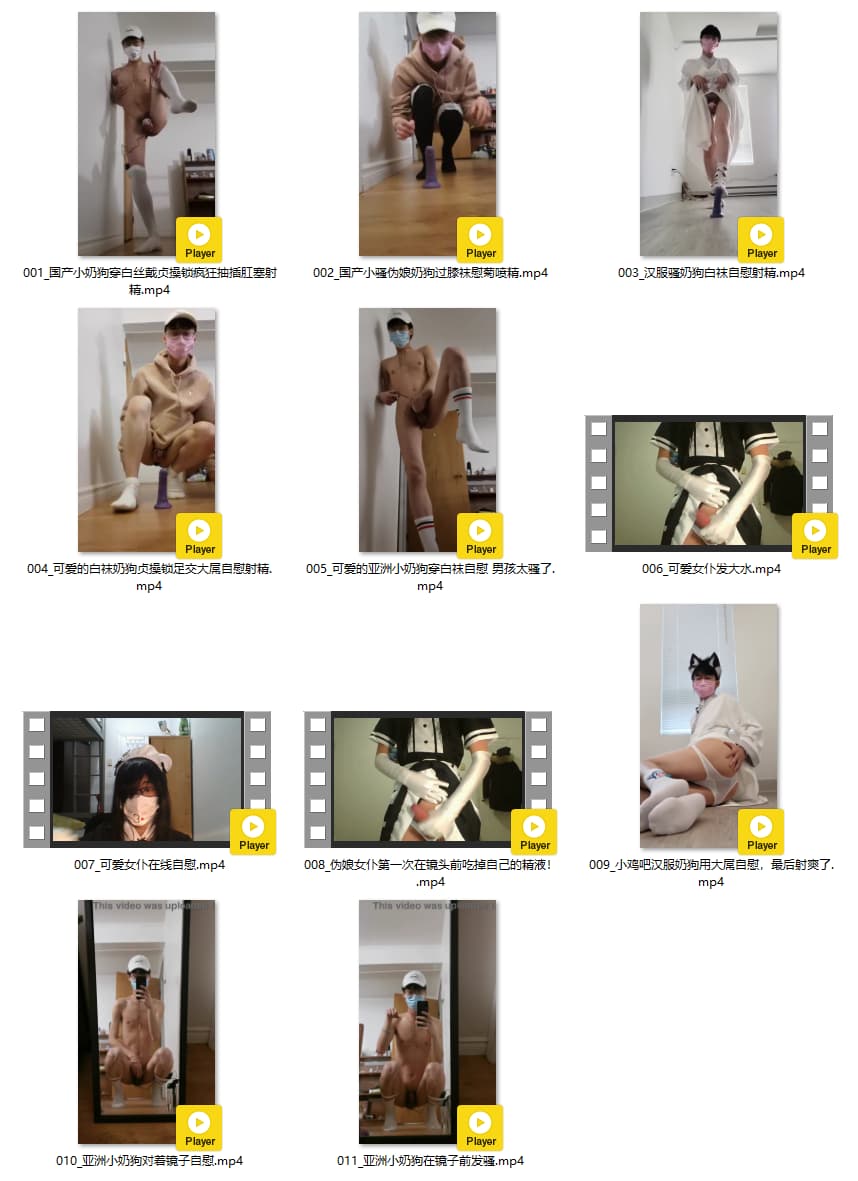 Player
Player
Player
001_国产小奶狗穿白丝戴贞操锁疯狂抽插肛塞射
精.mp4
002_国产小骚伪娘奶狗过膝袜慰菊喷精.mp4
003_汉服骚奶狗白袜自慰射精.mp4
Player
Player
Player
004_可爱的白袜奶狗贞操锁足交大屌自慰射精.
mp4
005_可爱的亚洲小奶狗穿白袜自慰 男孩太骚了.
mp4
006_可爱女仆发大水.mp4
Player
Player
Player
007_可爱女仆在线自慰.mp4
008_伪娘女仆第一次在镜头前吃掉自己的精液！
.mp4
009_小鸡吧汉服奶狗用大屌自慰，最后射爽了.
mp4
This video was
This video was
Player
Player
010_亚洲小奶狗对着镜子自慰.mp4
011_亚洲小奶狗在镜子前发骚.mp4